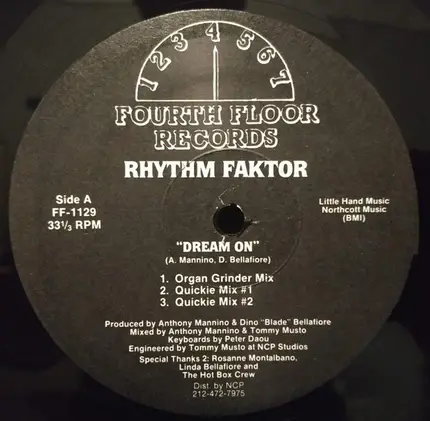 1 2 3 4 5 6 7
FOURTH FLOOR
RECORDS
RHYTHM FAKTOR
Side A
FF-1129
33⅓ RPM
Little Hand Music
Northcott Music
(BMI)
"DREAM ON"
(A. Mannino, D. Bellafiore)
1. Organ Grinder Mix
2. Quickie Mix #1
3. Quickie Mix #2
Produced by Anthony Mannino & Dino "Blade" Bellafiore
Mixed by Anthony Mannino & Tommy Musto
Keyboards by Peter Daou
Engineered by Tommy Musto at NCP Studios
Special Thanks 2: Rosanne Montalbano,
Linda Bellafiore and
The Hot Box Crew
Dist. by NCP
212-472-7975